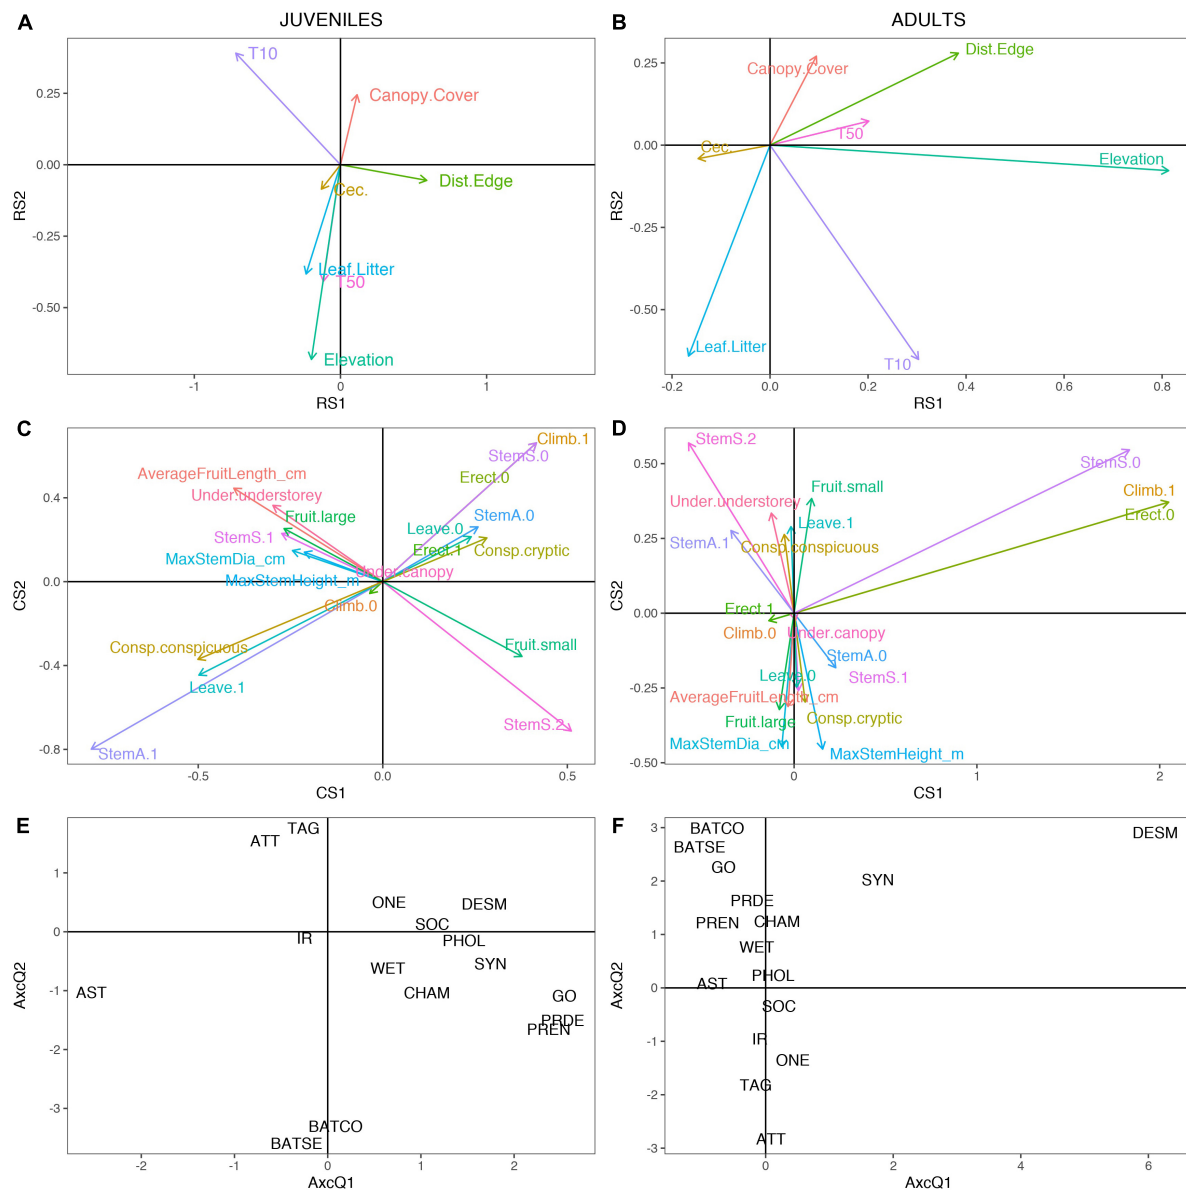 A
JUVENILES
T10
Canopy.Cover
Dist.Edge
Cec.
Leaf.Litter
T50
Elevation
0.25
0.00
-0.25
-0.50
RS2
-1
0
1
RS1
B
ADULTS
Canopy.Cover
Dist.Edge
T50
Cec.
Elevation
Leaf.Litter
T10
0.25
0.00
-0.25
-0.50
RS2
-0.2
0.0
0.2
0.4
0.6
0.8
RS1
C
Climb.1
StemS.0
Erect.0
AverageFruitLength_cm
Under.understorey
Fruit.large
StemA.0
Leave.0
StemS.1
Erect.1
Consp.cryptic
MaxStemDia_cm
Under.canopy
MaxStemHeight_m
Climb.0
Consp.conspicuous
Fruit.small
Leave.1
StemS.2
StemA.1
0.4
0.0
-0.4
-0.8
CS2
-0.5
0.0
0.5
CS1
D
StemS.2
StemS.0
Fruit.small
Climb.1
Under.understorey
Erect.0
Leave.1
StemA.1
Consp.conspicuous
Erect.1
Climb.0
Under.canopy
StemA.0
Leave.0
StemS.1
AverageFruitLength_cm
Fruit.large
Consp.cryptic
MaxStemDia_cm
MaxStemHeight_m
0.50
0.25
0.00
-0.25
-0.50
CS2
0
1
2
CS1
E
TAG
ATT
ONE
DESM
SOC
IR
PHOL
WET
SYN
AST
CHAM
GO
PRDE
PREN
BATCO
BATSE
1
0
-1
-2
-3
AxcQ2
-2
-1
0
1
2
AxcQ1
F
BATCO
DESM
BATSE
GO
SYN
PRDE
PREN
CHAM
WET
PHOL
AST
SOC
IR
ONE
TAG
ATT
3
2
1
0
-1
-2
-3
AxcQ2
0
2
4
6
AxcQ1